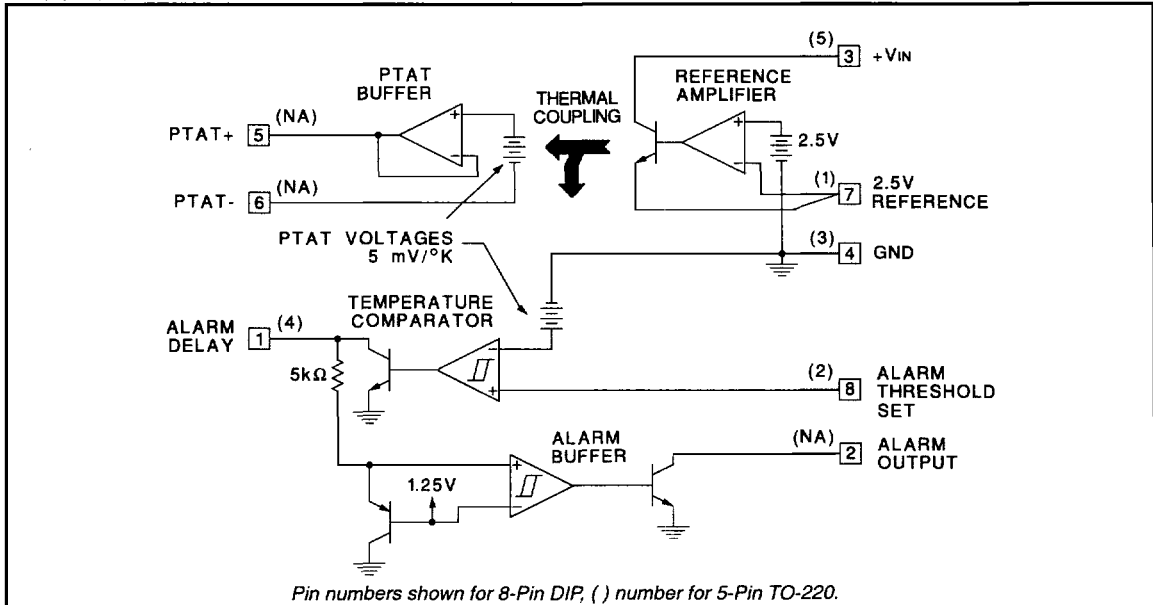 (5)
3 +VIN
PTAT
BUFFER
THERMAL
COUPLING
REFERENCE
AMPLIFIER
+
−
+
−
2.5V
PTAT+ 5 (NA)
PTAT- 6 (NA)
(1)
7 2.5V
REFERENCE
PTAT VOLTAGES
5 mV/°K
(3)
4 GND
TEMPERATURE
COMPARATOR
ALARM
DELAY
1 (4)
5kΩ
−
+
(2)
8 ALARM
THRESHOLD
SET
ALARM
BUFFER
(NA)
2 ALARM
OUTPUT
+
−
1.25V
Pin numbers shown for 8-Pin DIP, ( ) number for 5-Pin TO-220.